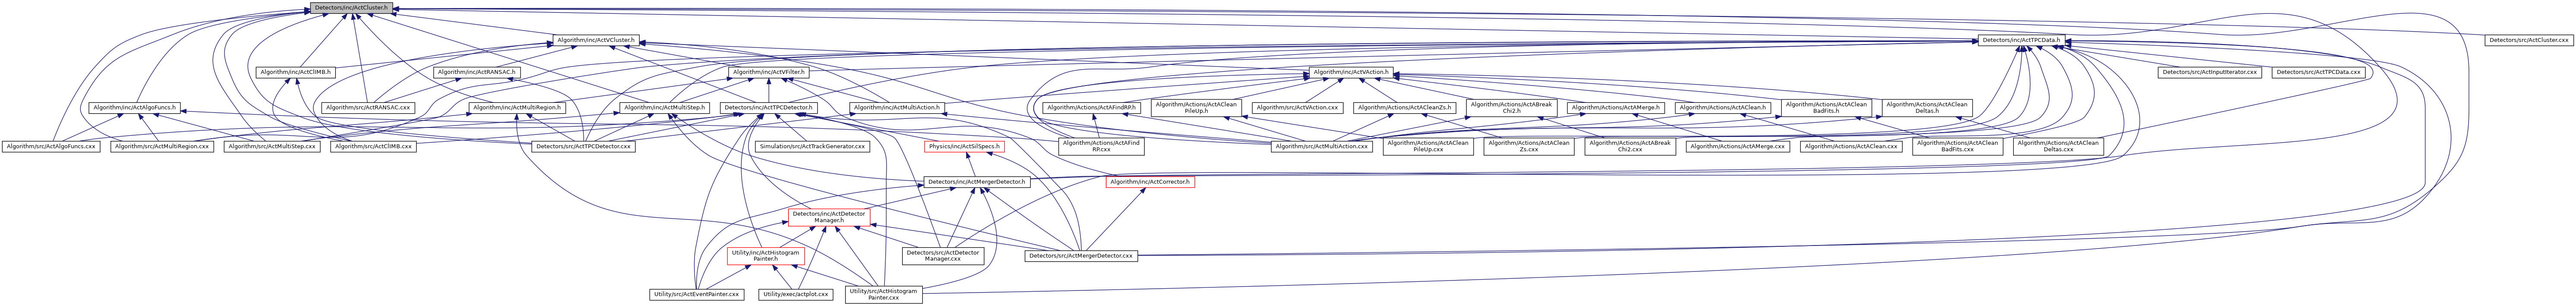 Detectors/inc/ActCluster.h
Algorithm/inc/ActVCluster.h
Detectors/inc/ActTPCData.h
Detectors/src/ActCluster.cxx
Algorithm/inc/ActClIMB.h
Algorithm/inc/ActRANSAC.h
Algorithm/inc/ActVFilter.h
Algorithm/inc/ActVAction.h
Detectors/src/ActInputIterator.cxx
Detectors/src/ActTPCData.cxx
Algorithm/inc/ActAlgoFuncs.h
Algorithm/src/ActRANSAC.cxx
Algorithm/inc/ActMultiRegion.h
Algorithm/inc/ActMultiStep.h
Detectors/inc/ActTPCDetector.h
Algorithm/inc/ActMultiAction.h
Algorithm/Actions/ActAFindRP.h
Algorithm/Actions/ActAClean
PileUp.h
Algorithm/src/ActVAction.cxx
Algorithm/Actions/ActACleanZs.h
Algorithm/Actions/ActABreak
Chi2.h
Algorithm/Actions/ActAMerge.h
Algorithm/Actions/ActAClean.h
Algorithm/Actions/ActAClean
BadFits.h
Algorithm/Actions/ActAClean
Deltas.h
Algorithm/src/ActAlgoFuncs.cxx
Algorithm/src/ActMultiRegion.cxx
Algorithm/src/ActMultiStep.cxx
Algorithm/src/ActClIMB.cxx
Detectors/src/ActTPCDetector.cxx
Simulation/src/ActTrackGenerator.cxx
Physics/inc/ActSilSpecs.h
Algorithm/Actions/ActAFind
RP.cxx
Algorithm/src/ActMultiAction.cxx
Algorithm/Actions/ActAClean
PileUp.cxx
Algorithm/Actions/ActAClean
Zs.cxx
Algorithm/Actions/ActABreak
Chi2.cxx
Algorithm/Actions/ActAMerge.cxx
Algorithm/Actions/ActAClean.cxx
Algorithm/Actions/ActAClean
BadFits.cxx
Algorithm/Actions/ActAClean
Deltas.cxx
Detectors/inc/ActMergerDetector.h
Algorithm/inc/ActCorrector.h
Detectors/inc/ActDetector
Manager.h
Utility/inc/ActHistogram
Painter.h
Detectors/src/ActDetector
Manager.cxx
Detectors/src/ActMergerDetector.cxx
Utility/src/ActEventPainter.cxx
Utility/exec/actplot.cxx
Utility/src/ActHistogram
Painter.cxx